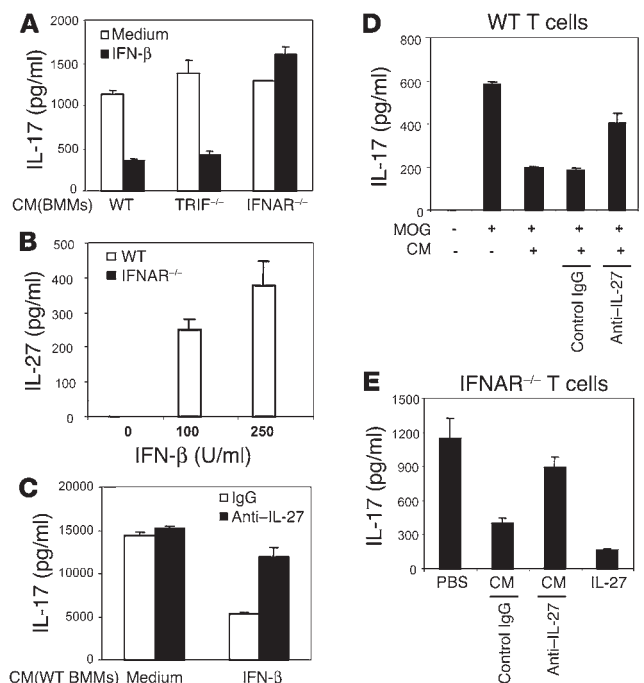 A
Medium
IFN-β
IL-17 (pg/ml)
2000
1500
1000
500
0
CM(BMMs) WT TRIF–/– IFNAR–/–
B
WT
IFNAR–/–
IL-27 (pg/ml)
500
400
300
200
100
0
0 100 250
IFN-β (U/ml)
C
IgG
Anti–IL-27
IL-17 (pg/ml)
20000
15000
10000
5000
0
CM(WT BMMs) Medium IFN-β
D
WT T cells
IL-17 (pg/ml)
800
600
400
200
0
MOG - + + + +
CM - - + + +
Control IgG
Anti–IL-27
E
IFNAR–/– T cells
IL-17 (pg/ml)
1500
1200
900
600
300
0
PBS CM CM IL-27
Control IgG
Anti–IL-27